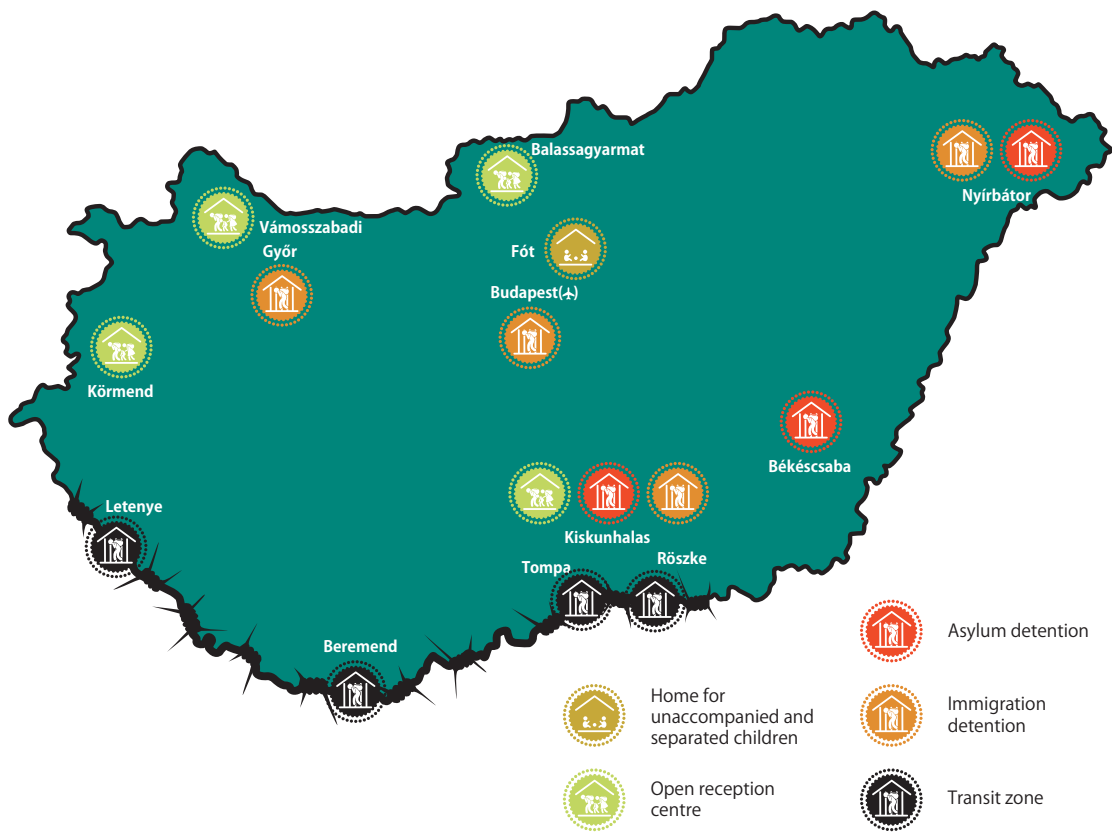 Balassagyarmat
Nyírbátor
Vámosszabadi
Győr
Fót
Budapest(✈)
Körmend
Békéscsaba
Letenye
Kiskunhalas
Tompa
Röszke
Beremend
Asylum detention
Home for
unaccompanied and
separated children
Immigration
detention
Open reception
centre
Transit zone